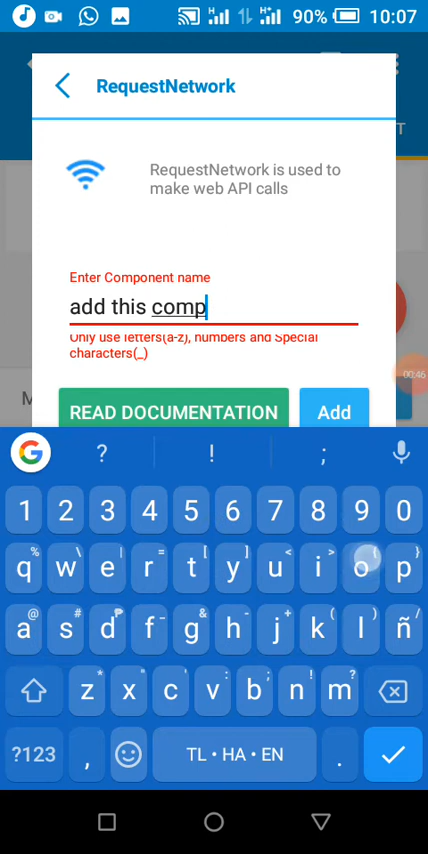 90% 10:07
RequestNetwork
T
RequestNetwork is used to
make web API calls
Enter Component name
add this comp
Only use letters(a-z), numbers and Special
characters(_)
00:46
M
READ DOCUMENTATION Add
G ? ! ;
1 2 3 4 5 6 7 8 9 0
% \ | = [ ] < > ( }
q w e r t y u i o p
@ # ₱ _ & - + ( ) /
a s d f g h j k l ñ
* " ' : ; ! ?
z x c v b n m
?123 , TL • HA • EN .